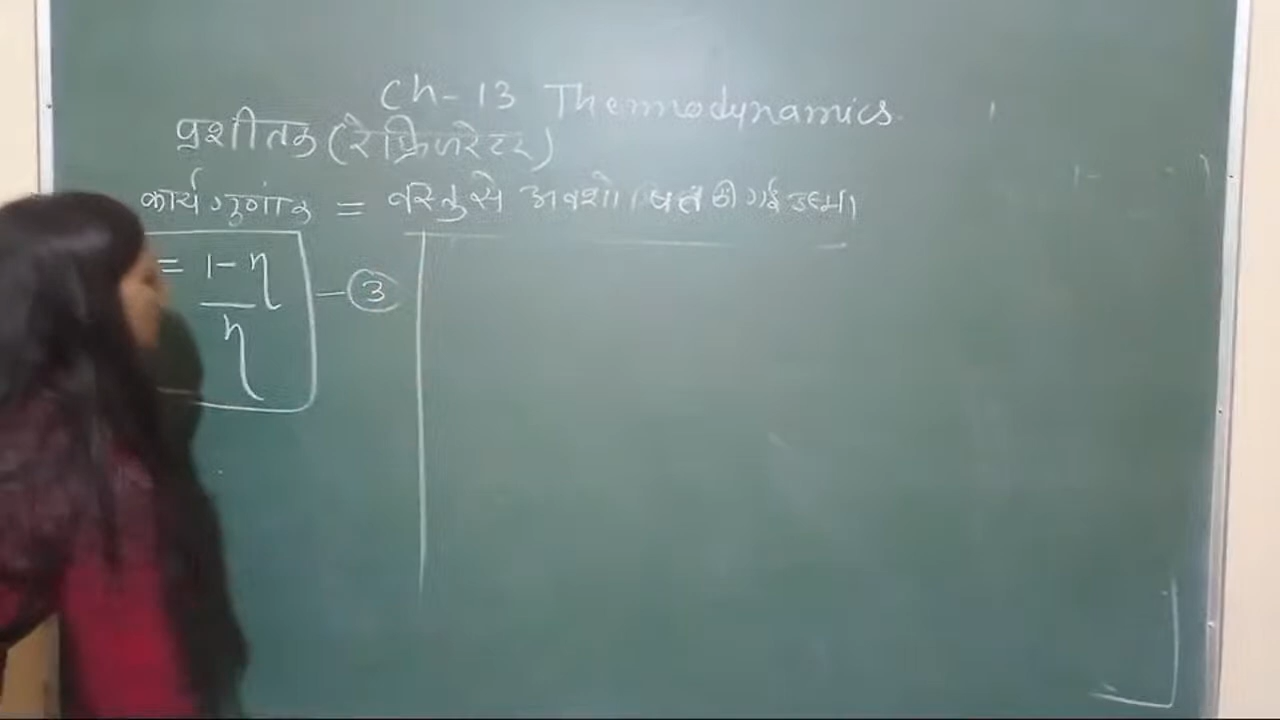 Ch- 13 Thermodynamics
प्रशीतक (रेफ्रिजरेटर)
कार्य गुणांक = वस्तु से अवशोषित की गई ऊष्मा
= 1-η
η
— ③